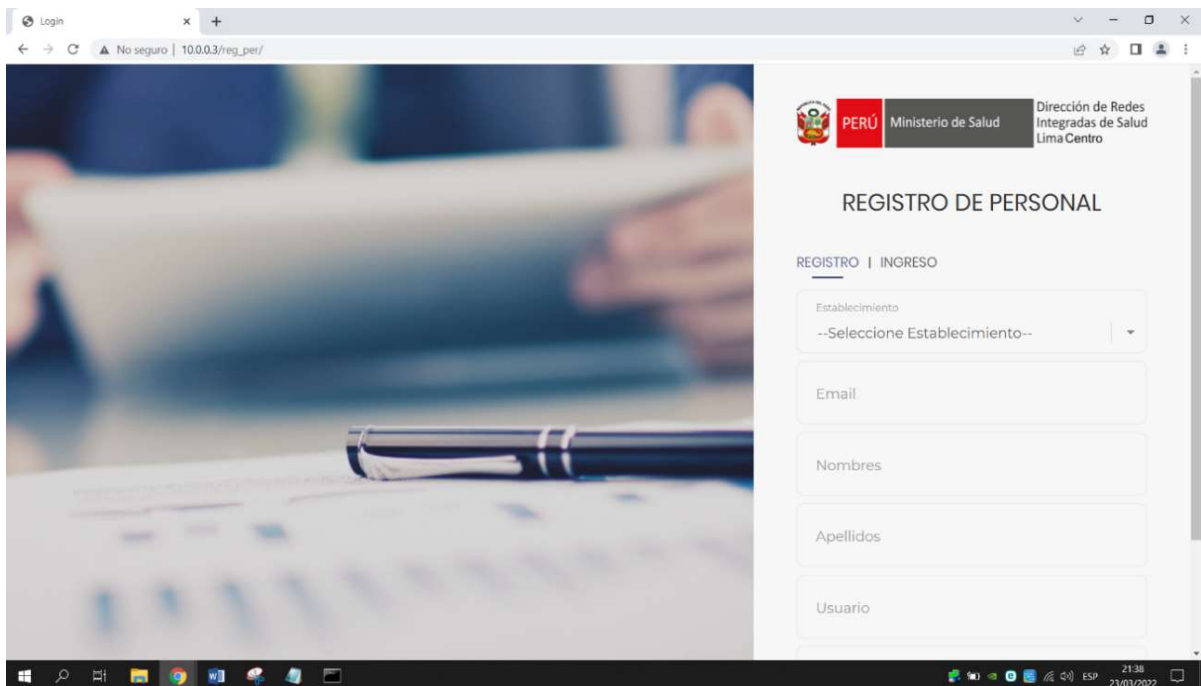 Login
No seguro | 10.0.0.3/reg_per/
PERÚ
Ministerio de Salud
Dirección de Redes
Integradas de Salud
Lima Centro
REGISTRO DE PERSONAL
REGISTRO | INGRESO
Establecimiento
--Seleccione Establecimiento--
Email
Nombres
Apellidos
Usuario
ESP
21:38
23/03/2022